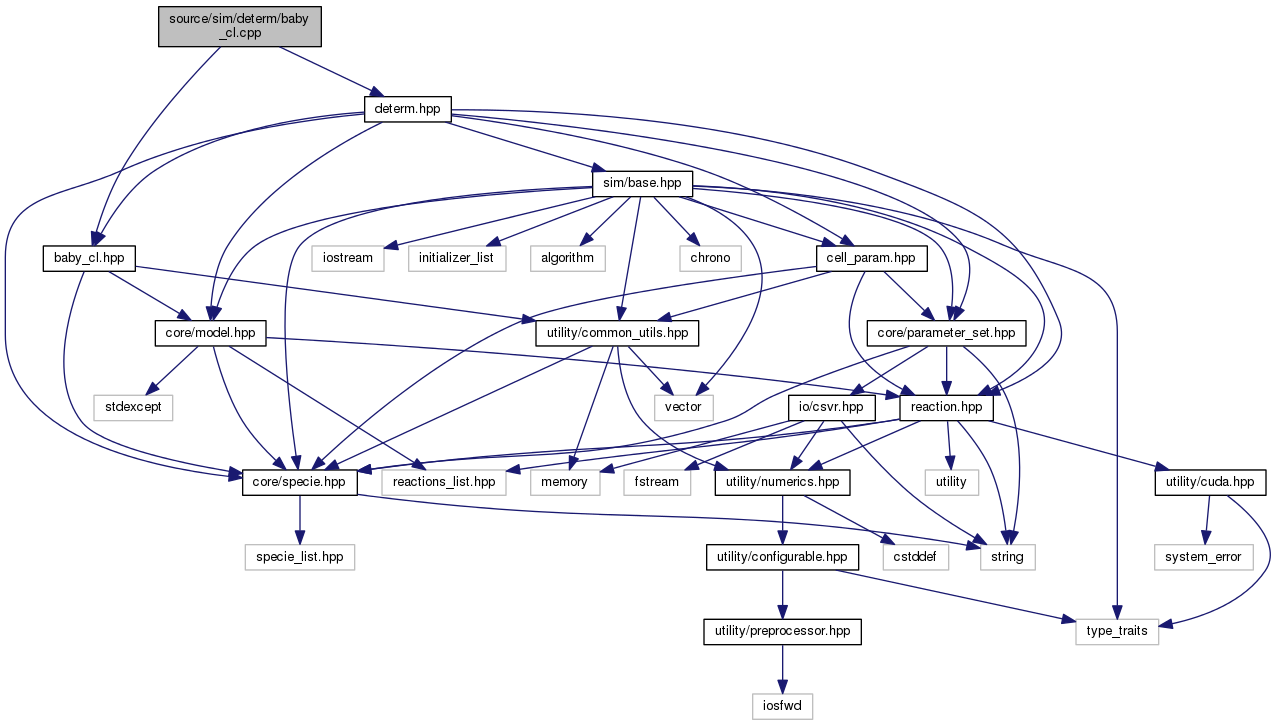 source/sim/determ/baby
_cl.cpp
determ.hpp
sim/base.hpp
baby_cl.hpp
iostream
initializer_list
algorithm
chrono
cell_param.hpp
core/model.hpp
utility/common_utils.hpp
core/parameter_set.hpp
stdexcept
vector
io/csvr.hpp
reaction.hpp
core/specie.hpp
reactions_list.hpp
memory
fstream
utility/numerics.hpp
utility
utility/cuda.hpp
specie_list.hpp
utility/configurable.hpp
cstddef
string
system_error
utility/preprocessor.hpp
type_traits
iosfwd